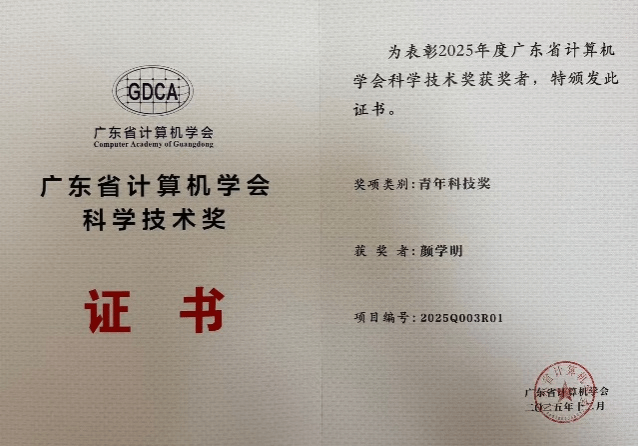 GDCA
广东省计算机学会
Computer Academy of Guangdong
广东省计算机学会
科学技术奖
证 书
为表彰2025年度广东省计算机
学会科学技术奖获奖者，特颁发此
证书。
奖项类别：青年科技奖
获 奖 者：颜学明
项目编号：2025Q003R01
广东省计算机学会
二〇二五年十二月